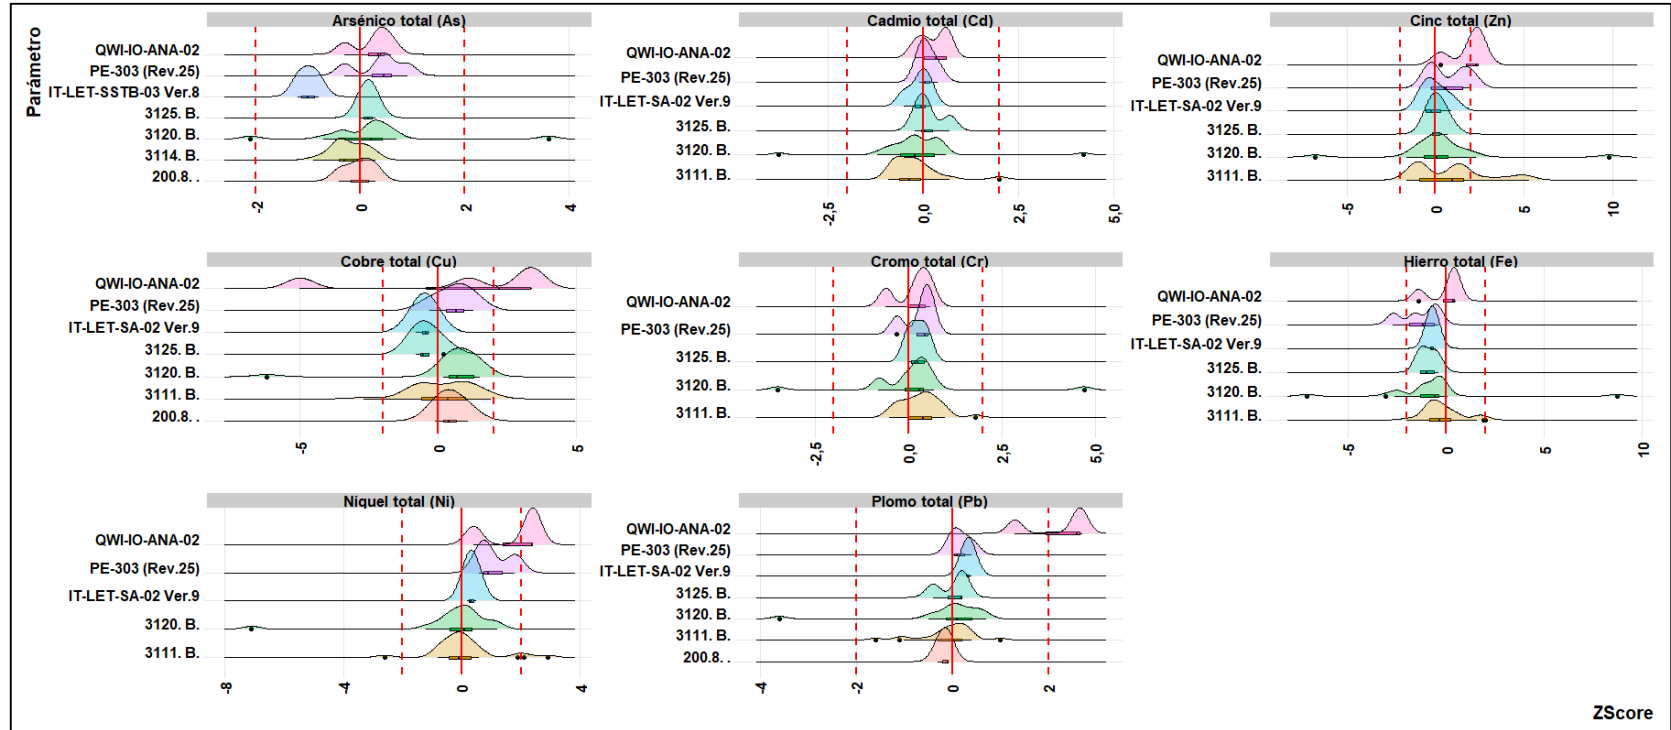 Parámetro
Arsénico total (As)
QWI-IO-ANA-02
PE-303 (Rev.25)
IT-LET-SSTB-03 Ver.8
3125. B.
3120. B.
3114. B.
200.8. .
-2
0
2
4
Cadmio total (Cd)
QWI-IO-ANA-02
PE-303 (Rev.25)
IT-LET-SA-02 Ver.9
3125. B.
3120. B.
3111. B.
-2,5
0,0
2,5
5,0
Cinc total (Zn)
QWI-IO-ANA-02
PE-303 (Rev.25)
IT-LET-SA-02 Ver.9
3125. B.
3120. B.
3111. B.
-5
0
5
10
Cobre total (Cu)
QWI-IO-ANA-02
PE-303 (Rev.25)
IT-LET-SA-02 Ver.9
3125. B.
3120. B.
3111. B.
200.8. .
-5
0
5
Cromo total (Cr)
QWI-IO-ANA-02
PE-303 (Rev.25)
3125. B.
3120. B.
3111. B.
-2,5
0,0
2,5
5,0
Hierro total (Fe)
QWI-IO-ANA-02
PE-303 (Rev.25)
IT-LET-SA-02 Ver.9
3125. B.
3120. B.
3111. B.
-5
0
5
10
Níquel total (Ni)
QWI-IO-ANA-02
PE-303 (Rev.25)
IT-LET-SA-02 Ver.9
3120. B.
3111. B.
-8
-4
0
4
Plomo total (Pb)
QWI-IO-ANA-02
PE-303 (Rev.25)
IT-LET-SA-02 Ver.9
3125. B.
3120. B.
3111. B.
200.8. .
-4
-2
0
2
ZScore